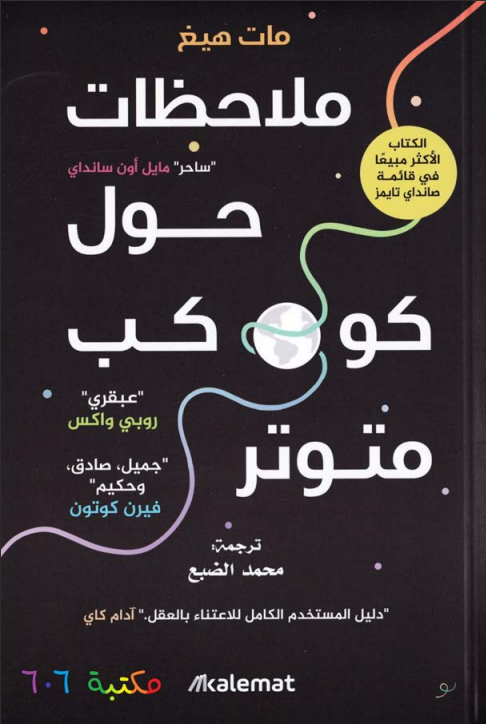 مات هيغ
ملاحظات
الكتاب
الأكثر مبيعًا
في قائمة
صانداي تايمز
"ساحر" مايل أون سانداي
حول
كوكب
"عبقري"
روبي واكس
متوتر
"جميل، صادق،
وحكيم"
فيرن كوتون
ترجمة:
محمد الضبع
"دليل المستخدم الكامل للاعتناء بالعقل." آدام كاي
مكتبة ٦٠٦
kalemat